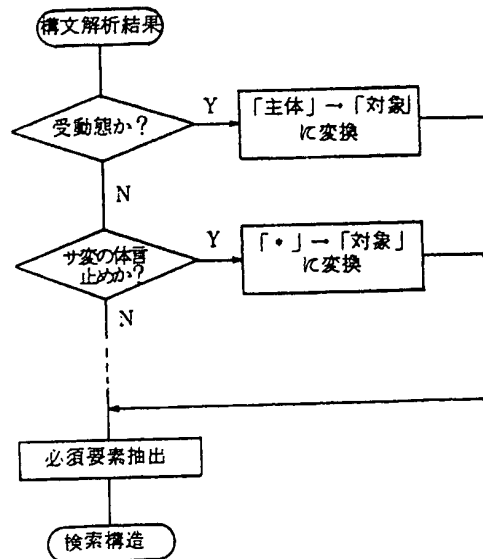 構文解析結果
受動態か？
Y
「主体」→「対象」
に変換
N
サ変の体言
止めか？
Y
「*」→「対象」
に変換
N
必須要素抽出
検索構造